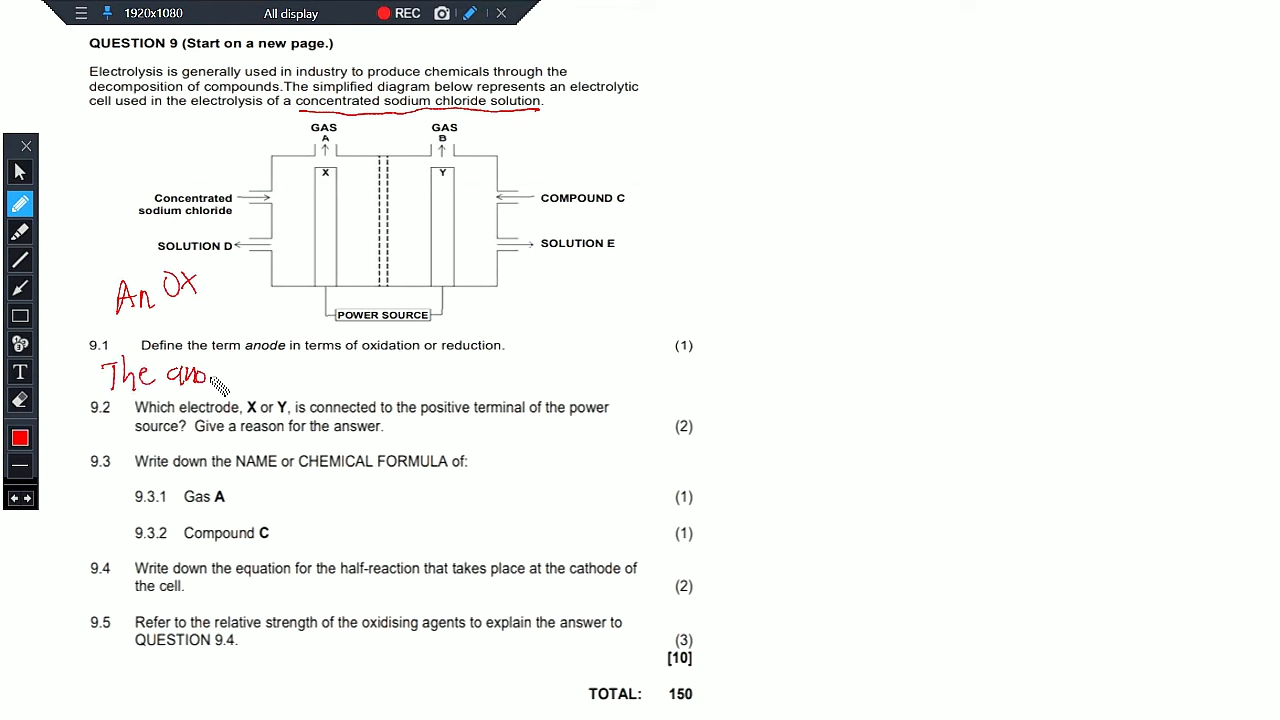 1920x1080 All display REC
QUESTION 9 (Start on a new page.)
Electrolysis is generally used in industry to produce chemicals through the
decomposition of compounds.The simplified diagram below represents an electrolytic
cell used in the electrolysis of a concentrated sodium chloride solution.
GAS GAS
A B
X Y
Concentrated
sodium chloride
COMPOUND C
SOLUTION D
SOLUTION E
An Ox
POWER SOURCE
9.1 Define the term anode in terms of oxidation or reduction. (1)
The ano
9.2 Which electrode, X or Y, is connected to the positive terminal of the power
source? Give a reason for the answer. (2)
9.3 Write down the NAME or CHEMICAL FORMULA of:
9.3.1 Gas A (1)
9.3.2 Compound C (1)
9.4 Write down the equation for the half-reaction that takes place at the cathode of
the cell. (2)
9.5 Refer to the relative strength of the oxidising agents to explain the answer to
QUESTION 9.4. (3)
[10]
TOTAL: 150
T